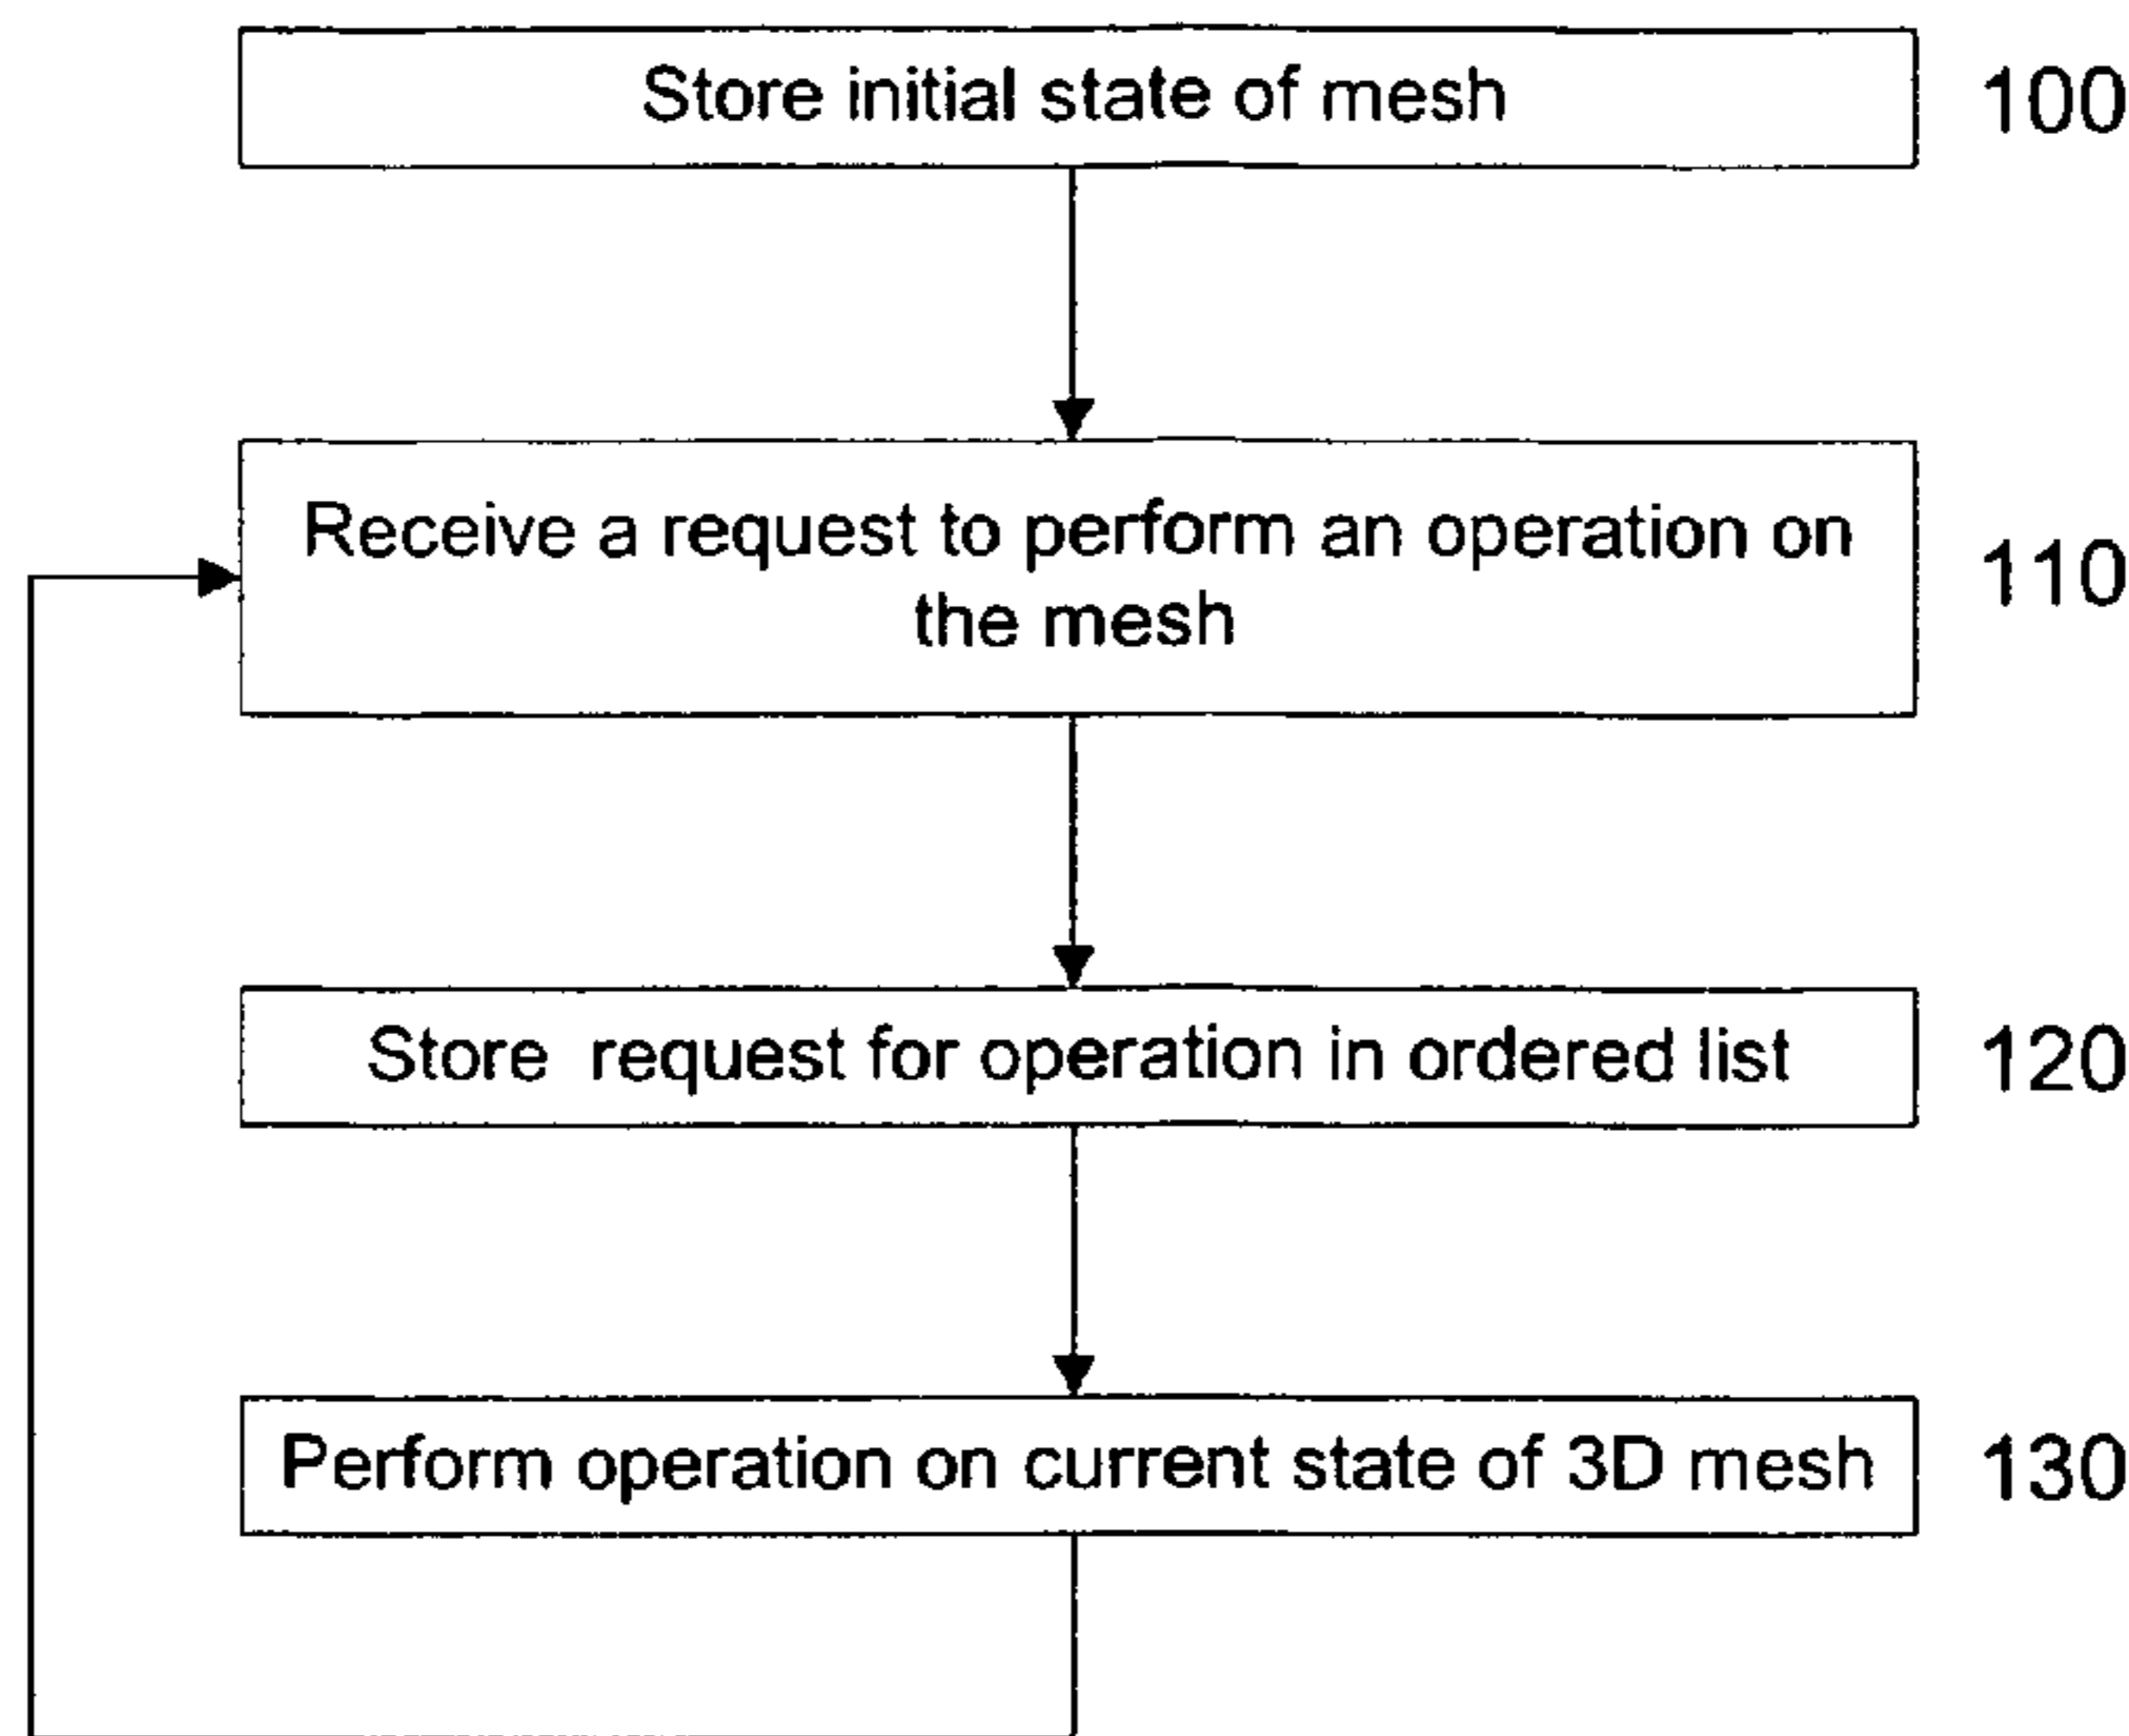 Store initial state of mesh
100
Receive a request to perform an operation on
the mesh
110
Store request for operation in ordered list
120
Perform operation on current state of 3D mesh
130